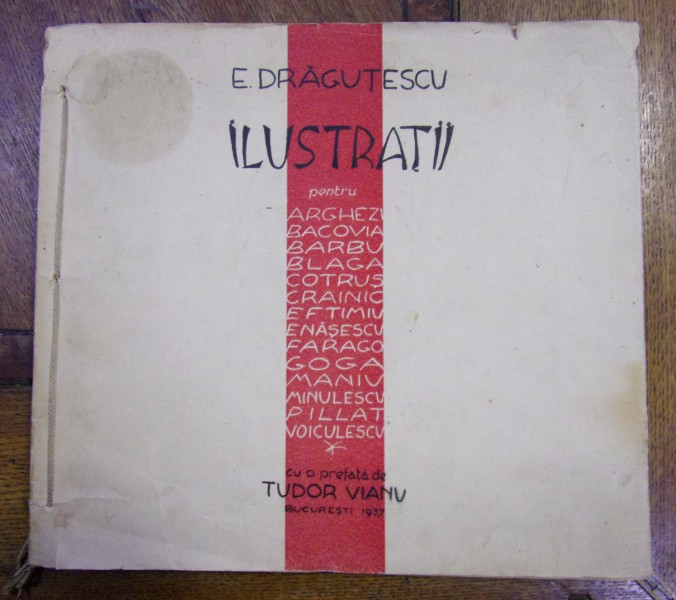 E. DRĂGUȚESCU
ILUSTRAȚII
pentru
ARGHEZI
BACOVIA
BARBU
BLAGA
COTRUȘ
CRAINIC
EFTIMIU
ENĂȘESCU
FARAGO
GOGA
MANIU
MINULESCU
PILLAT
VOICULESCU
cu o prefață de
TUDOR VIANU
BUCUREȘTI 1937